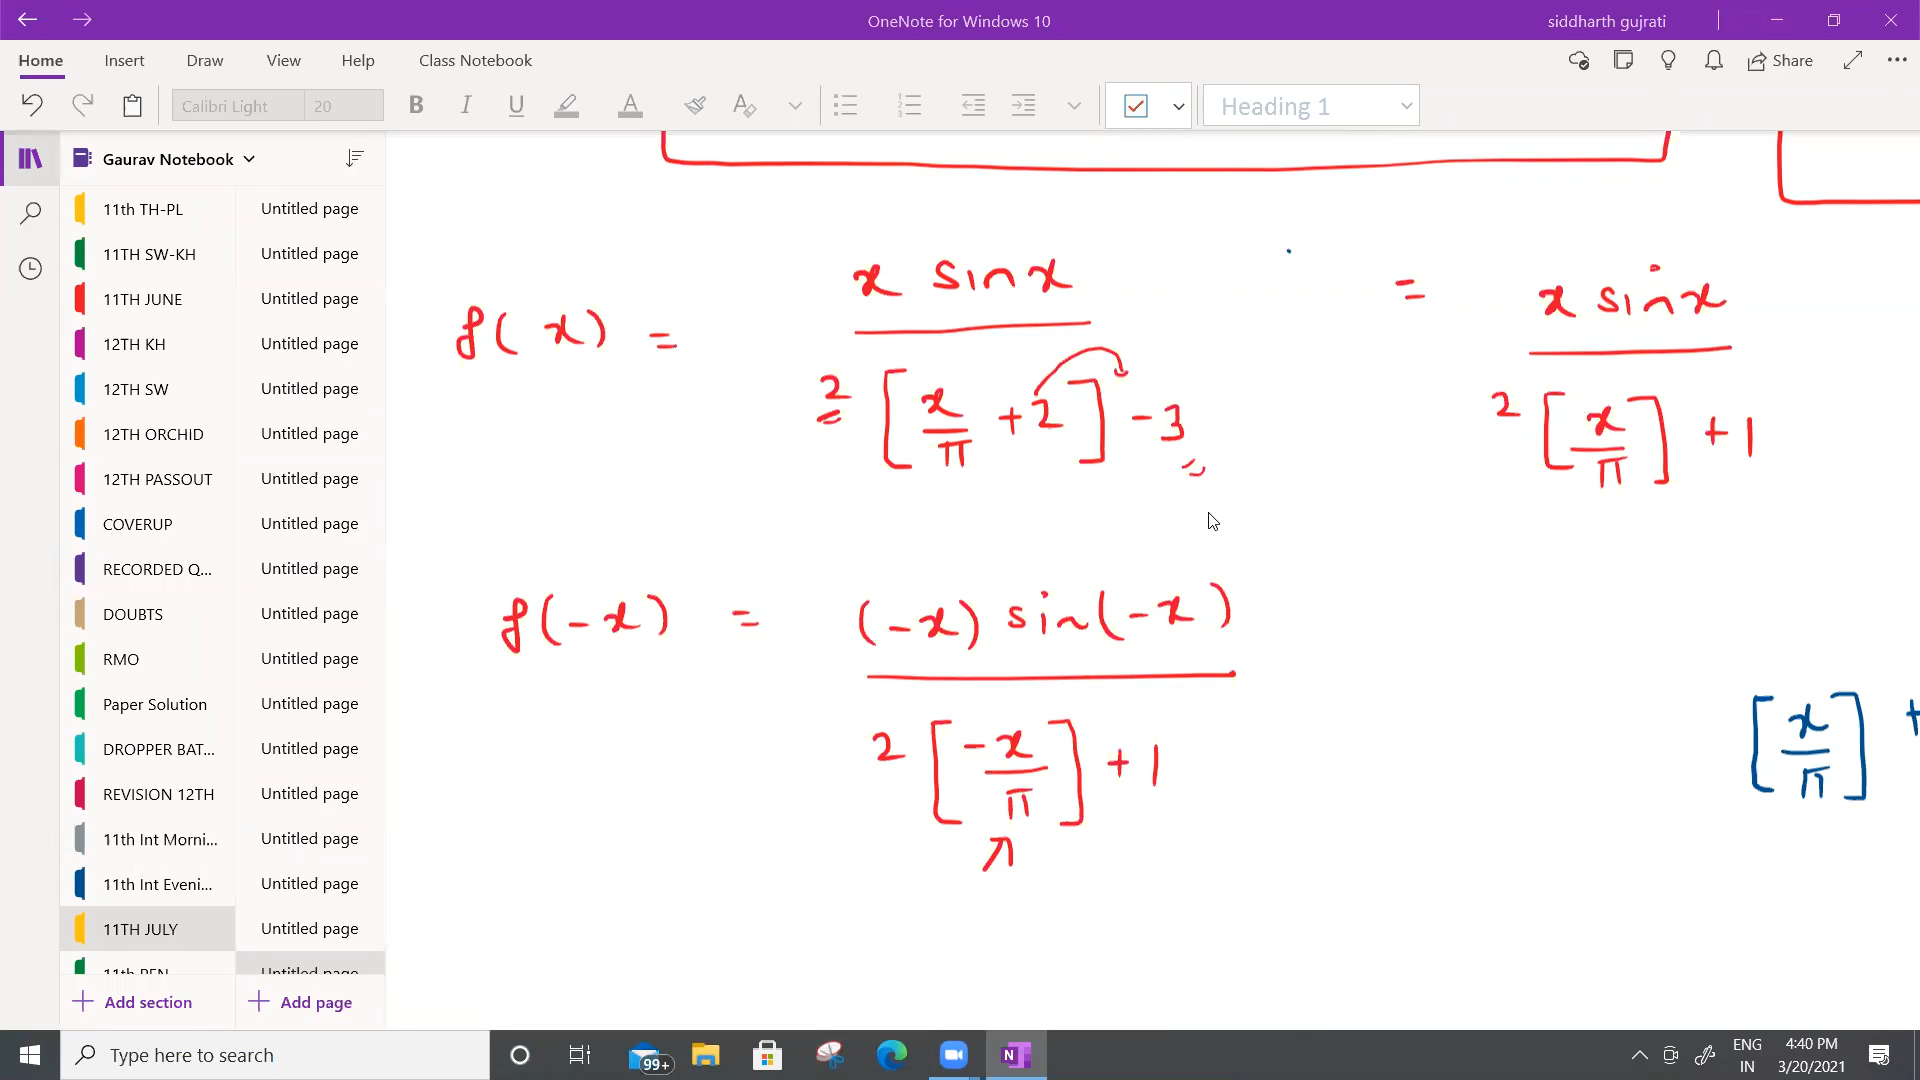 OneNote for Windows 10
siddharth gujrati
Home Insert Draw View Help Class Notebook
Share
Calibri Light 20 B I U A Heading 1
Gaurav Notebook
11th TH-PL Untitled page
11TH SW-KH Untitled page
11TH JUNE Untitled page
12TH KH Untitled page
12TH SW Untitled page
12TH ORCHID Untitled page
12TH PASSOUT Untitled page
COVERUP Untitled page
RECORDED Q... Untitled page
DOUBTS Untitled page
RMO Untitled page
Paper Solution Untitled page
DROPPER BAT... Untitled page
REVISION 12TH Untitled page
11th Int Morni... Untitled page
11th Int Eveni... Untitled page
11TH JULY Untitled page
Untitled page
Add section Add page
f(x) = x sinx / 2[x/π + 2] - 3 = x sinx / 2[x/π] + 1
f(-x) = (-x) sin(-x) / 2[-x/π] + 1
[x/π] +
Type here to search
99+
N
ENG
IN
4:40 PM
3/20/2021